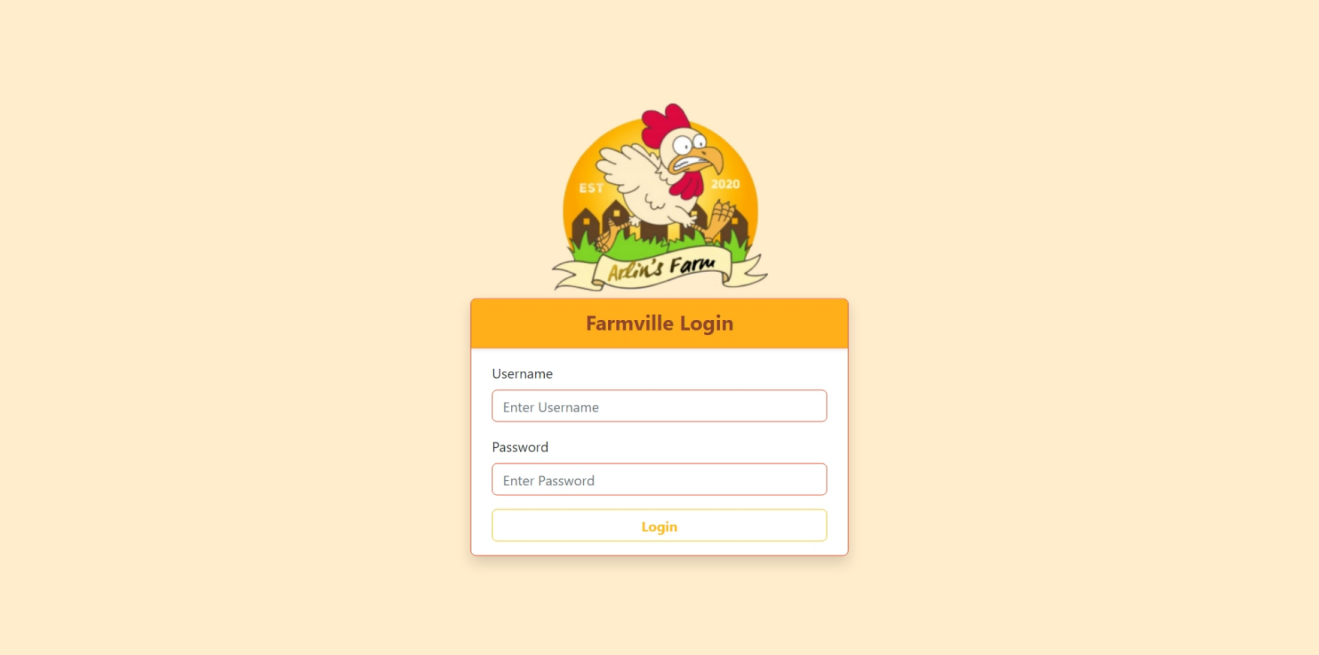 EST 2020
Arlin's Farm
Farmville Login
Username
Enter Username
Password
Enter Password
Login